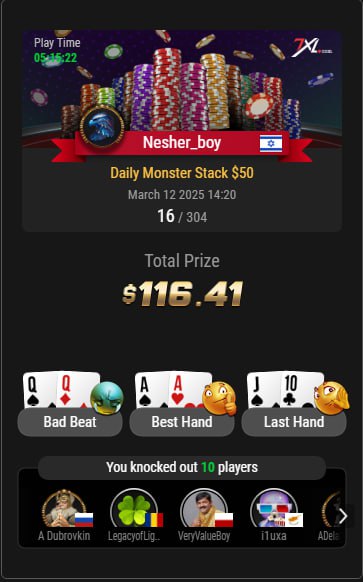 Play Time
05:15:22
7XL
Nesher_boy
Daily Monster Stack $50
March 12 2025 14:20
16 / 304
Total Prize
$116.41
Q Q A A J 10
Bad Beat Best Hand Last Hand
You knocked out 10 players
A Dubrovkin LegacyofLig.. VeryValueBoy i1uxa ADela